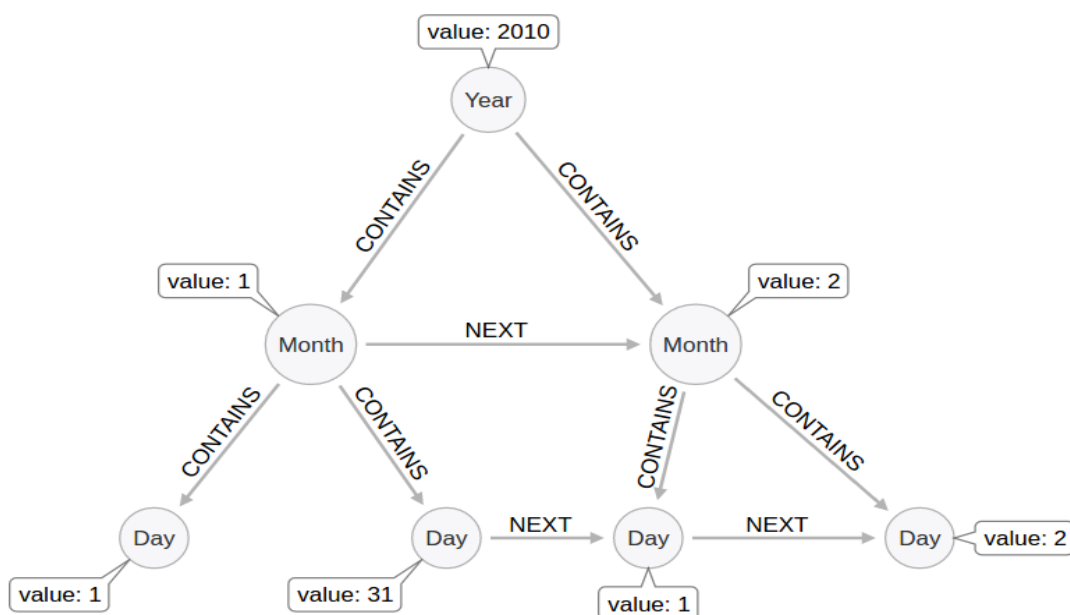 value: 2010
Year
CONTAINS
CONTAINS
value: 1
value: 2
Month
NEXT
Month
CONTAINS
CONTAINS
CONTAINS
CONTAINS
Day
Day
NEXT
Day
NEXT
Day
value: 2
value: 1
value: 31
value: 1